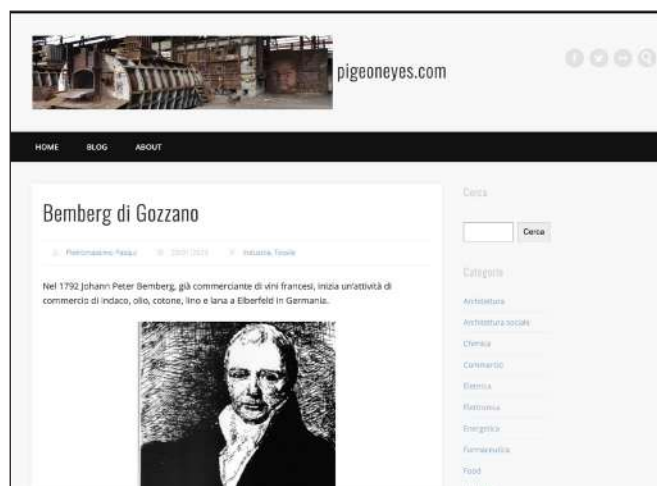 pigeoneyes.com
HOME BLOG ABOUT
Bemberg di Gozzano
Industria, Tessile
Nel 1792 Johann Peter Bemberg, già commerciante di vini francesi, inizia un'attività di
commercio di indaco, olio, cotone, lino e lana a Elberfeld in Germania.
Cerca
Cerca
Categorie
Architettura
Architettura sociale
Chimica
Commercio
Elettrica
Elettronica
Energetica
Farmaceutica
Food